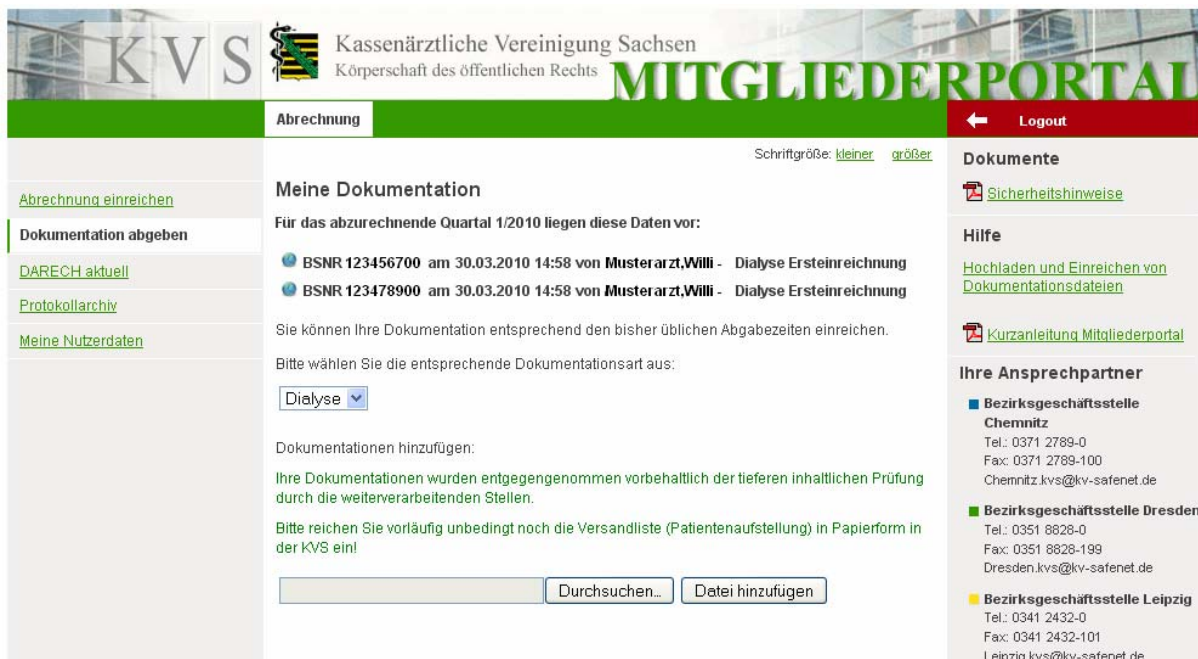 KVS
Kassenärztliche Vereinigung Sachsen
Körperschaft des öffentlichen Rechts
MITGLIEDERPORTAL
Abrechnung
Logout
Schriftgröße: kleiner größer
Abrechnung einreichen
Dokumentation abgeben
DARECH aktuell
Protokollarchiv
Meine Nutzerdaten
Meine Dokumentation
Für das abzurechnende Quartal 1/2010 liegen diese Daten vor:
BSNR 123456700 am 30.03.2010 14:58 von Musterarzt,Willi - Dialyse Ersteinreichnung
BSNR 123478900 am 30.03.2010 14:58 von Musterarzt,Willi - Dialyse Ersteinreichnung
Sie können Ihre Dokumentation entsprechend den bisher üblichen Abgabezeiten einreichen.
Bitte wählen Sie die entsprechende Dokumentationsart aus:
Dialyse
Dokumentationen hinzufügen:
Ihre Dokumentationen wurden entgegengenommen vorbehaltlich der tieferen inhaltlichen Prüfung
durch die weiterverarbeitenden Stellen.
Bitte reichen Sie vorläufig unbedingt noch die Versandliste (Patientenaufstellung) in Papierform in
der KVS ein!
Durchsuchen... Datei hinzufügen
Dokumente
Sicherheitshinweise
Hilfe
Hochladen und Einreichen von
Dokumentationsdateien
Kurzanleitung Mitgliederportal
Ihre Ansprechpartner
Bezirksgeschäftsstelle
Chemnitz
Tel.: 0371 2789-0
Fax: 0371 2789-100
Chemnitz.kvs@kv-safenet.de
Bezirksgeschäftsstelle Dresden
Tel.: 0351 8828-0
Fax: 0351 8828-199
Dresden.kvs@kv-safenet.de
Bezirksgeschäftsstelle Leipzig
Tel.: 0341 2432-0
Fax: 0341 2432-101
Leipzig.kvs@kv-safenet.de